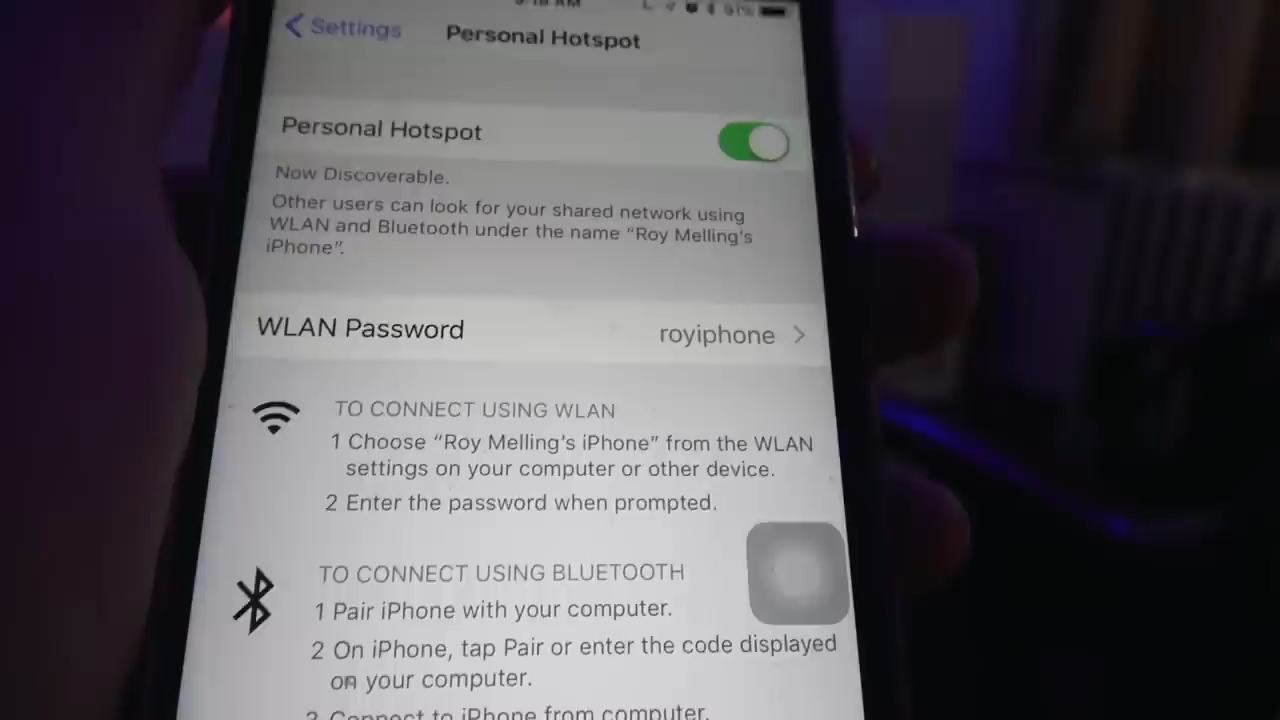 Settings
Personal Hotspot
Personal Hotspot
Now Discoverable.
Other users can look for your shared network using
WLAN and Bluetooth under the name “Roy Melling's
iPhone”.
WLAN Password
royiphone
TO CONNECT USING WLAN
1 Choose “Roy Melling's iPhone” from the WLAN
settings on your computer or other device.
2 Enter the password when prompted.
TO CONNECT USING BLUETOOTH
1 Pair iPhone with your computer.
2 On iPhone, tap Pair or enter the code displayed
on your computer.
3 Connect to iPhone from computer.